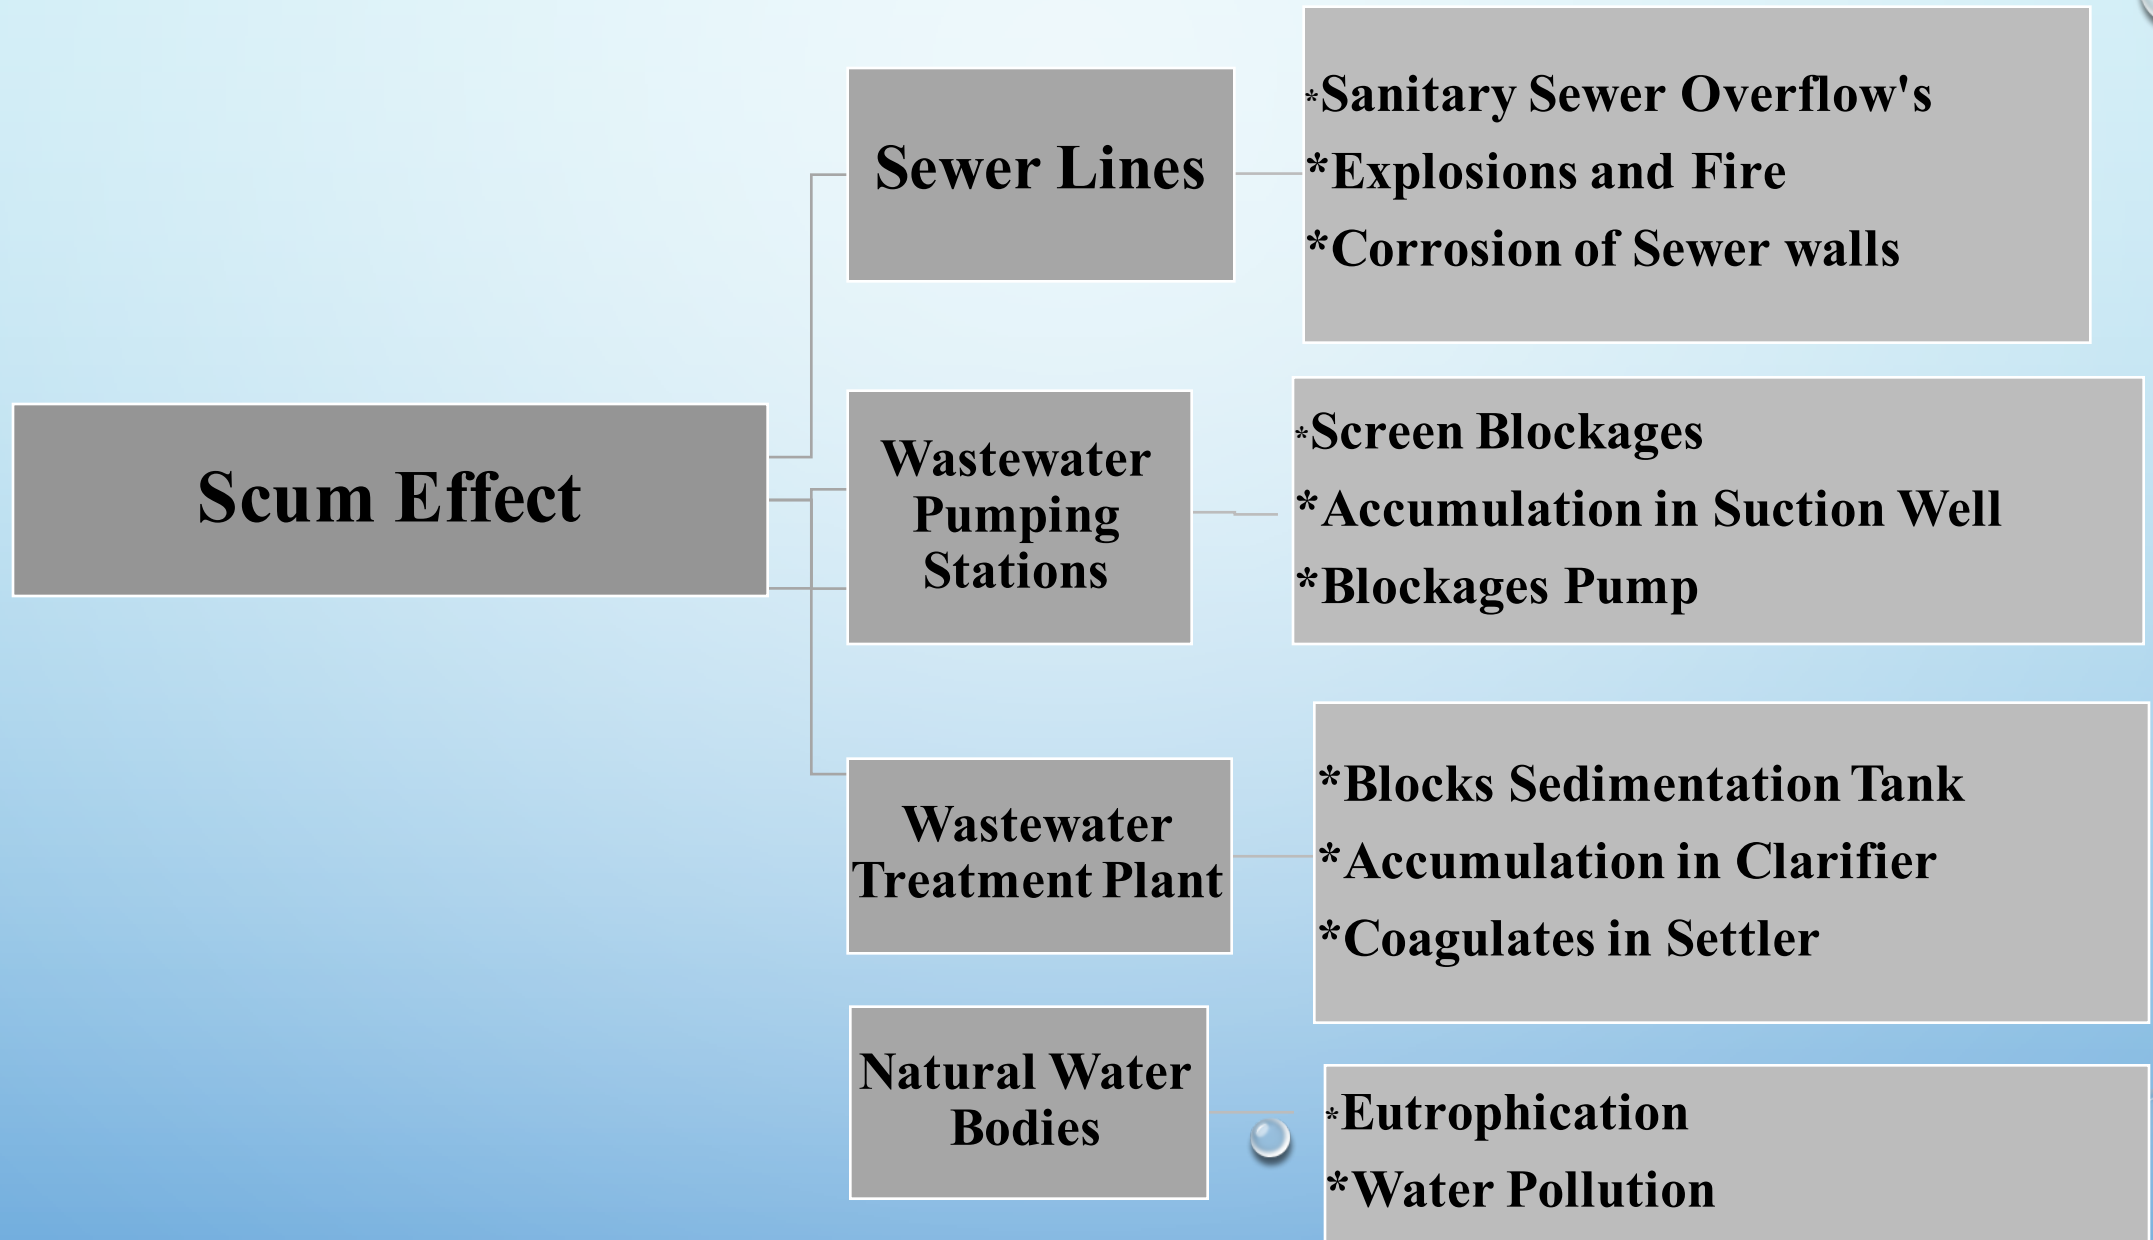 Scum Effect
Sewer Lines
*Sanitary Sewer Overflow's
*Explosions and Fire
*Corrosion of Sewer walls
Wastewater
Pumping
Stations
*Screen Blockages
*Accumulation in Suction Well
*Blockages Pump
Wastewater
Treatment Plant
*Blocks Sedimentation Tank
*Accumulation in Clarifier
*Coagulates in Settler
Natural Water
Bodies
*Eutrophication
*Water Pollution